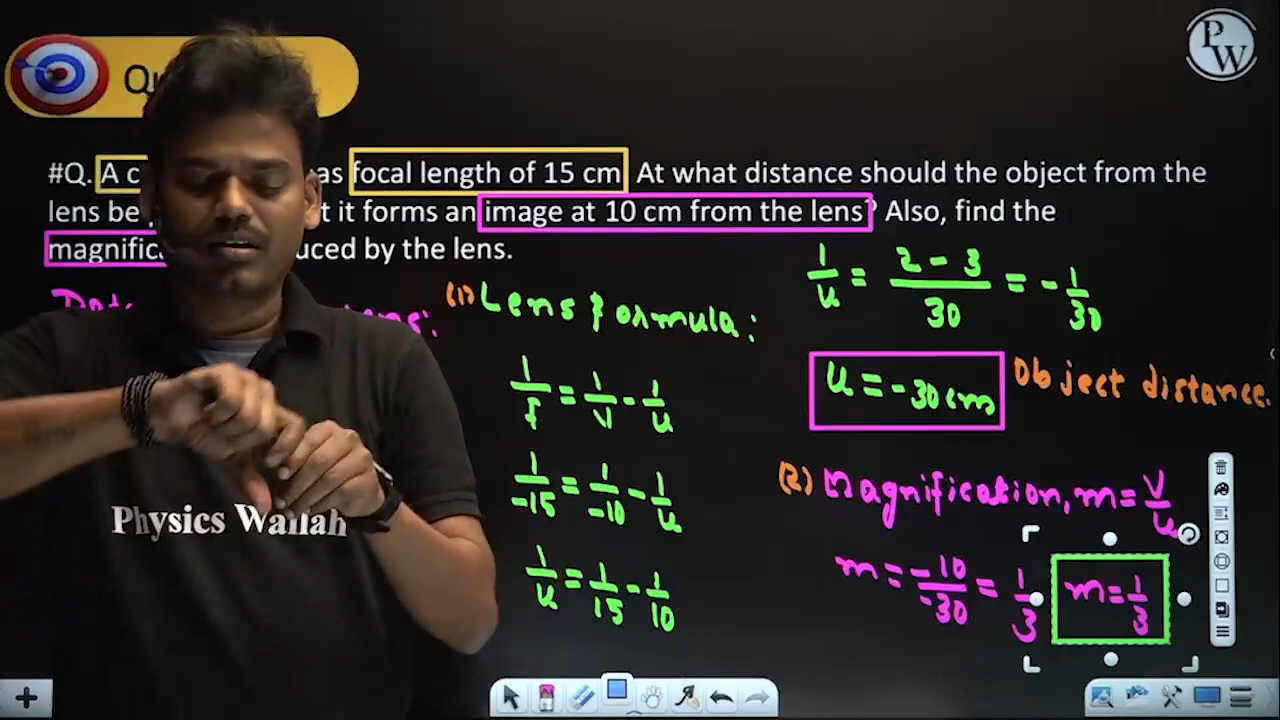 PW
#Q. A c as focal length of 15 cm At what distance should the object from the
lens be t it forms an image at 10 cm from the lens? Also, find the
magnifica uced by the lens.
(1) Lens Formula:
1/f = 1/v - 1/u
1/-15 = 1/-10 - 1/u
1/u = 1/15 - 1/10
1/u = 2 - 3/30 = - 1/30
u = -30 cm Object distance.
(2) Magnification, m = v/u
m = -10/-30 = 1/3 m = 1/3
Physics Wallah